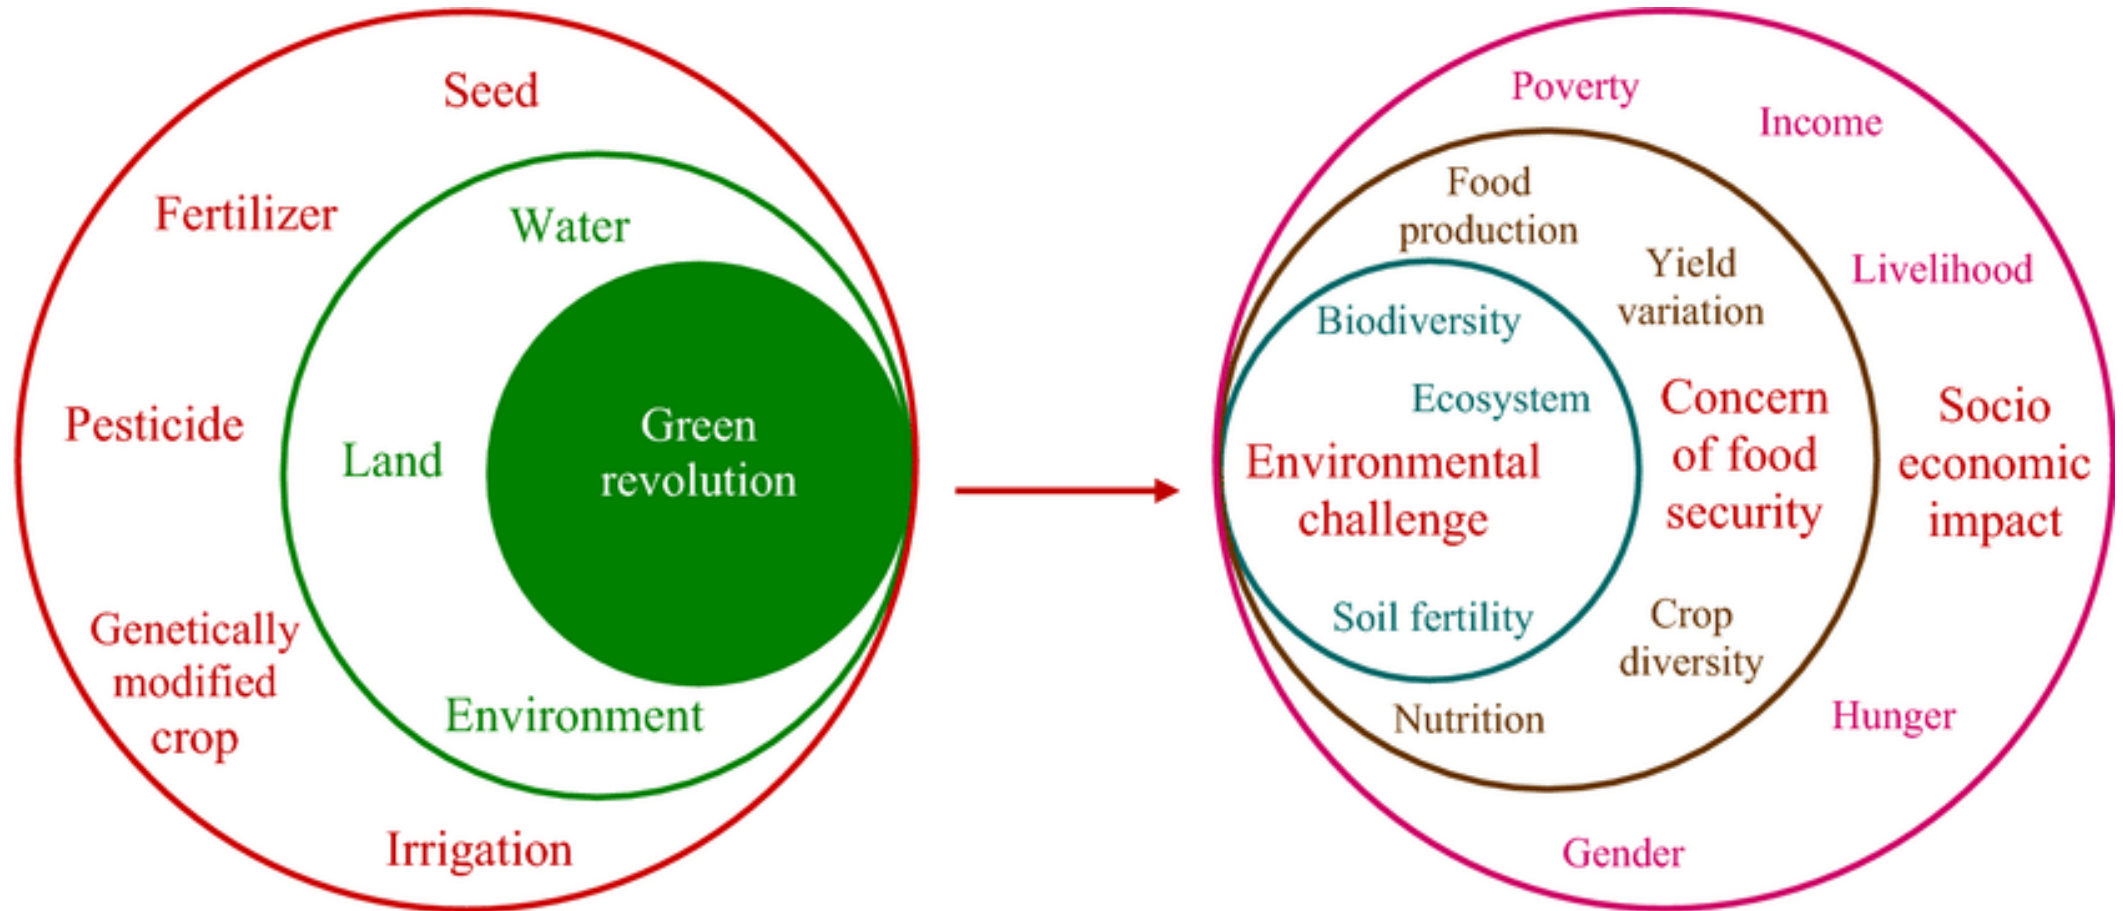 Seed
Fertilizer
Water
Pesticide
Land
Green
revolution
Genetically
modified
crop
Environment
Irrigation
Poverty
Income
Food
production
Yield
variation
Livelihood
Biodiversity
Ecosystem
Environmental
challenge
Concern
of food
security
Socio
economic
impact
Soil fertility
Crop
diversity
Nutrition
Hunger
Gender